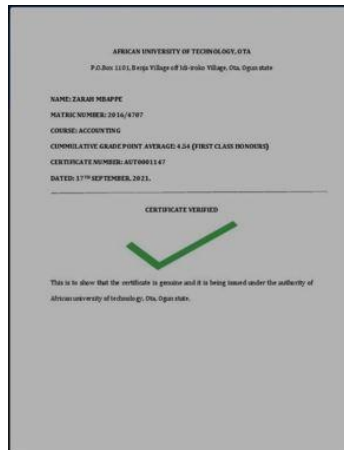 AFRICAN UNIVERSITY OF TECHNOLOGY, OTA
P.O.Box 1101, Benja Village off Idi-iroko Village, Ota, Ogun state
NAME: ZARAH MBAPPE
MATRIC NUMBER: 2016/4707
COURSE: ACCOUNTING
CUMMULATIVE GRADE POINT AVERAGE: 4.54 (FIRST CLASS HONOURS)
CERTIFICATE NUMBER: AUT0001147
DATED: 17TH SEPTEMBER, 2021.
CERTIFICATE VERIFIED
This is to show that the certificate is genuine and it is being issued under the authority of
African university of technology, Ota, Ogun state.